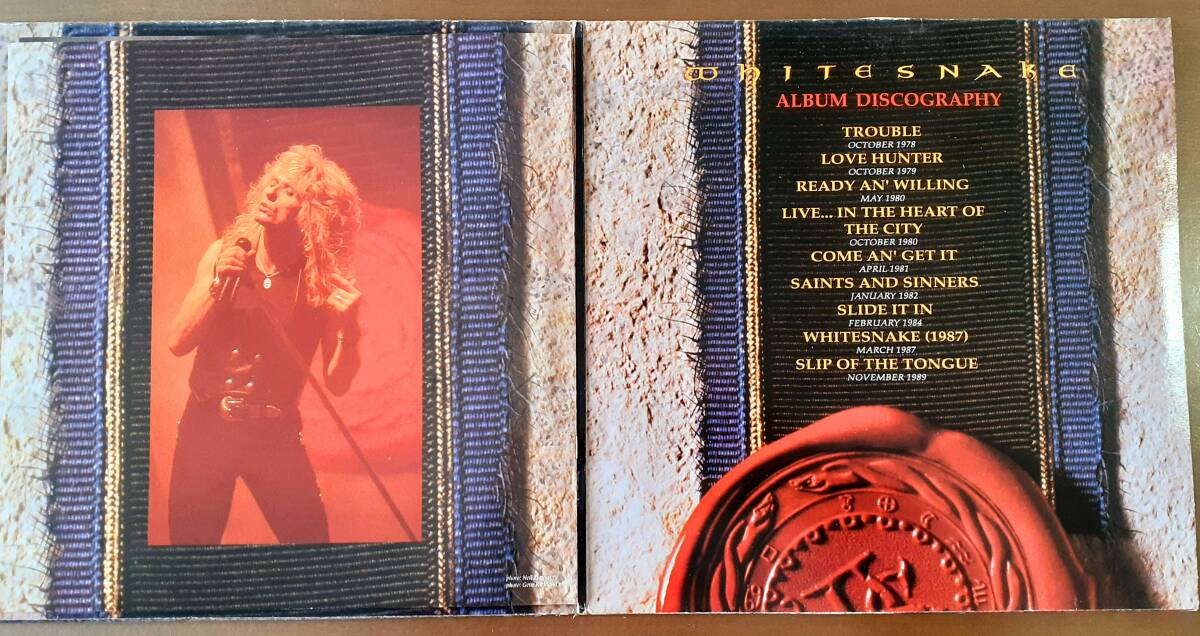 WHITESNAKE
ALBUM DISCOGRAPHY
TROUBLE
OCTOBER 1978
LOVE HUNTER
OCTOBER 1979
READY AN' WILLING
MAY 1980
LIVE... IN THE HEART OF
THE CITY
OCTOBER 1980
COME AN' GET IT
APRIL 1981
SAINTS AND SINNERS
JANUARY 1982
SLIDE IT IN
FEBRUARY 1984
WHITESNAKE (1987)
MARCH 1987
SLIP OF THE TONGUE
NOVEMBER 1989
photo:
photo: